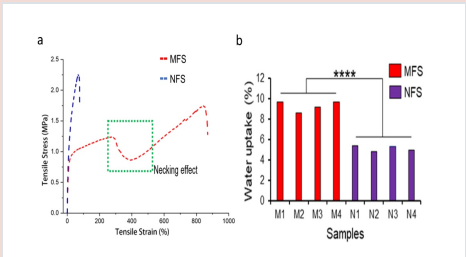 a
MFS
NFS
2.5
2.0
1.5
1.0
0.5
0.0
Tensile Stress (MPa)
Necking effect
0 200 400 600 800 1000
Tensile Strain (%)
b
MFS
NFS
****
12
10
8
6
4
2
0
Water uptake (%)
M1 M2 M3 M4 N1 N2 N3 N4
Samples